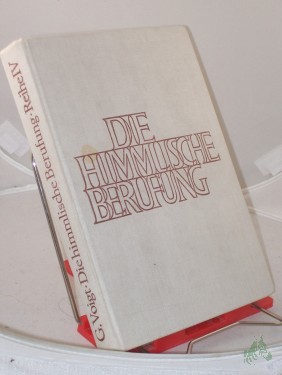 DIE
HIMMLISCHE
BERUFUNG
G. Voigt · Die himmlische Berufung · Reihe IV